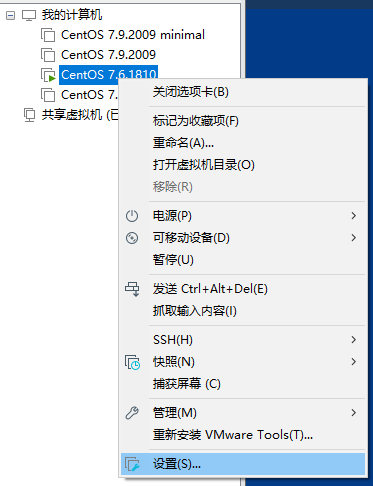 我的计算机
CentOS 7.9.2009 minimal
CentOS 7.9.2009
CentOS 7.6.1810
CentOS 7.
共享虚拟机 (已
关闭选项卡(B)
标记为收藏项(F)
重命名(A)...
打开虚拟机目录(O)
移除(R)
电源(P)
可移动设备(D)
暂停(U)
发送 Ctrl+Alt+Del(E)
抓取输入内容(I)
SSH(H)
快照(N)
捕获屏幕 (C)
管理(M)
重新安装 VMware Tools(T)...
设置(S)...